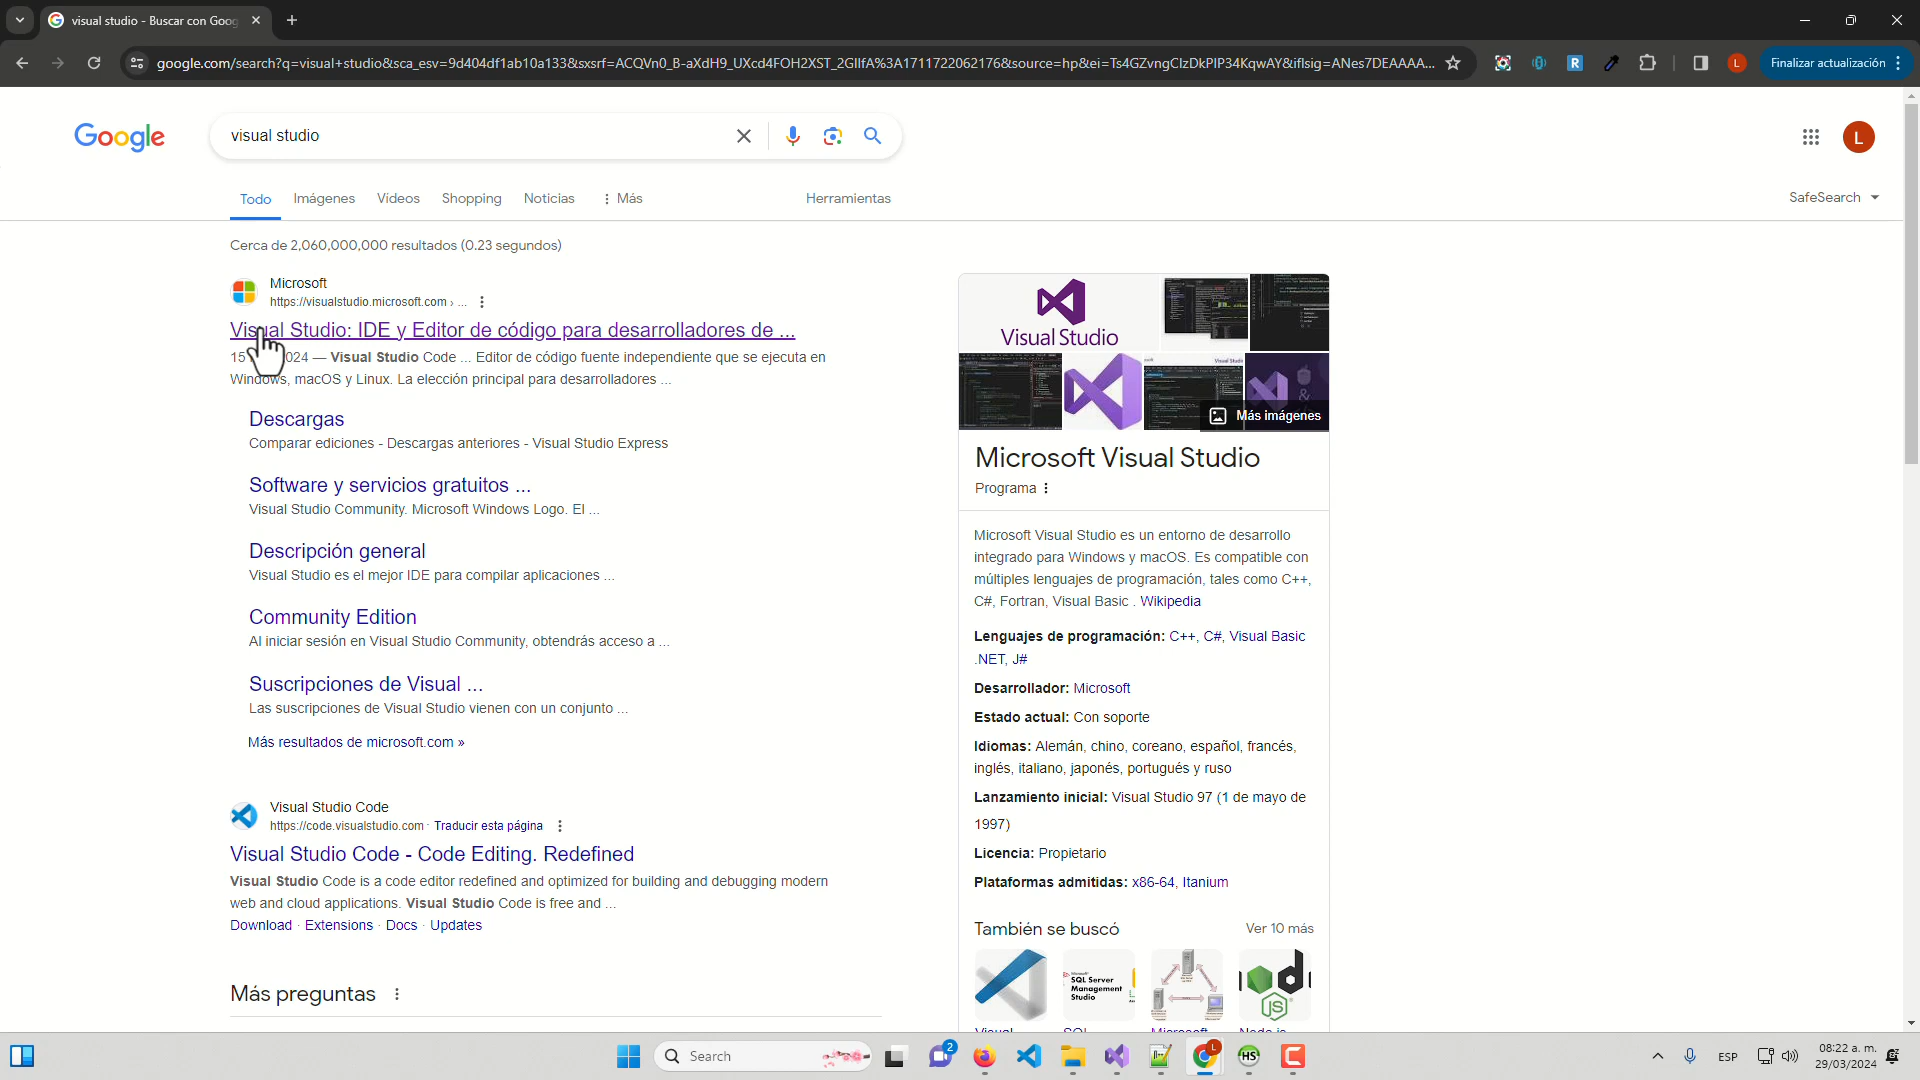 visual studio - Buscar con Goog
google.com/search?q=visual+studio&sca_esv=9d404df1ab10a133&sxsrf=ACQVn0_B-aXdH9_UXcd4FOH2XST_2GIIfA%3A1711722062176&source=hp&ei=Ts4GZvngCIzDkPIP34KqwAY&iflsig=ANes7DEAAAA...
L
Finalizar actualización
Google
visual studio
L
Todo
Imágenes
Videos
Shopping
Noticias
Más
Herramientas
SafeSearch
Cerca de 2,060,000,000 resultados (0.23 segundos)
Microsoft
https://visualstudio.microsoft.com › ...
Visual Studio: IDE y Editor de código para desarrolladores de ...
15 2024 — Visual Studio Code ... Editor de código fuente independiente que se ejecuta en
Windows, macOS y Linux. La elección principal para desarrolladores ...
Descargas
Comparar ediciones - Descargas anteriores - Visual Studio Express
Software y servicios gratuitos ...
Visual Studio Community. Microsoft Windows Logo. El ...
Descripción general
Visual Studio es el mejor IDE para compilar aplicaciones ...
Community Edition
Al iniciar sesión en Visual Studio Community, obtendrás acceso a ...
Suscripciones de Visual ...
Las suscripciones de Visual Studio vienen con un conjunto ...
Más resultados de microsoft.com »
Visual Studio Code
https://code.visualstudio.com · Traducir esta página
Visual Studio Code - Code Editing. Redefined
Visual Studio Code is a code editor redefined and optimized for building and debugging modern
web and cloud applications. Visual Studio Code is free and ...
Download · Extensions · Docs · Updates
Más preguntas
Visual Studio
Más imágenes
Microsoft Visual Studio
Programa
Microsoft Visual Studio es un entorno de desarrollo
integrado para Windows y macOS. Es compatible con
múltiples lenguajes de programación, tales como C++,
C#, Fortran, Visual Basic . Wikipedia
Lenguajes de programación: C++, C#, Visual Basic
.NET, J#
Desarrollador: Microsoft
Estado actual: Con soporte
Idiomas: Alemán, chino, coreano, español, francés,
inglés, italiano, japonés, portugués y ruso
Lanzamiento inicial: Visual Studio 97 (1 de mayo de
1997)
Licencia: Propietario
Plataformas admitidas: x86-64, Itanium
También se buscó
Ver 10 más
SQL Server
Management
Studio
JS
Visual
SQL
Microsoft
Node.js
Search
2
L
HS
ESP
08:22 a. m.
29/03/2024